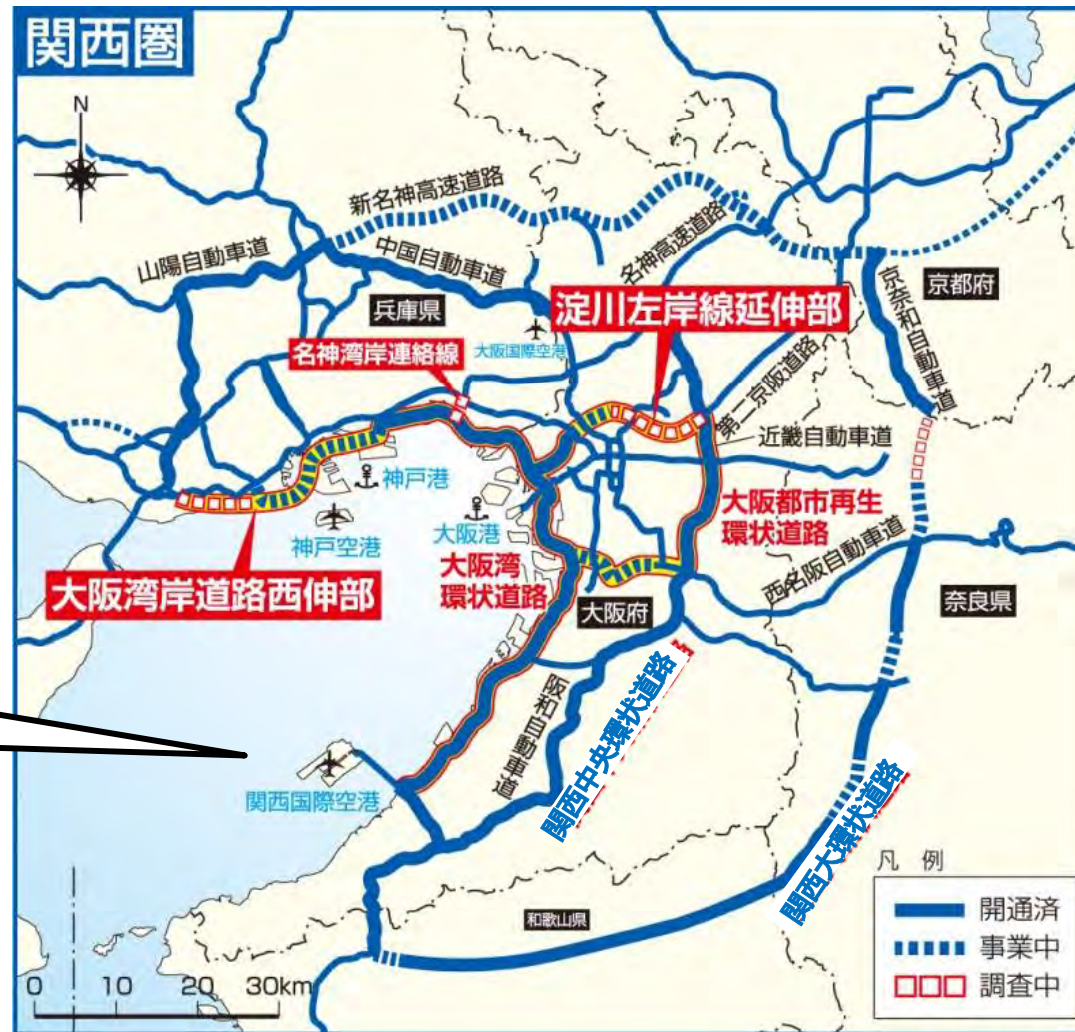 関西圏
N
新名神高速道路
名神高速道路
山陽自動車道
中国自動車道
京都府
京奈和自動車道
兵庫県
淀川左岸線延伸部
名神湾岸連絡線
大阪国際空港
第二京阪道路
近畿自動車道
神戸港
大阪港
大阪都市再生
環状道路
神戸空港
大阪湾
環状道路
西名阪自動車道
大阪湾岸道路西伸部
大阪府
奈良県
阪和自動車道
関西中央環状道路
関西国際空港
関西大環状道路
和歌山県
凡 例
開通済
事業中
調査中
0 10 20 30km